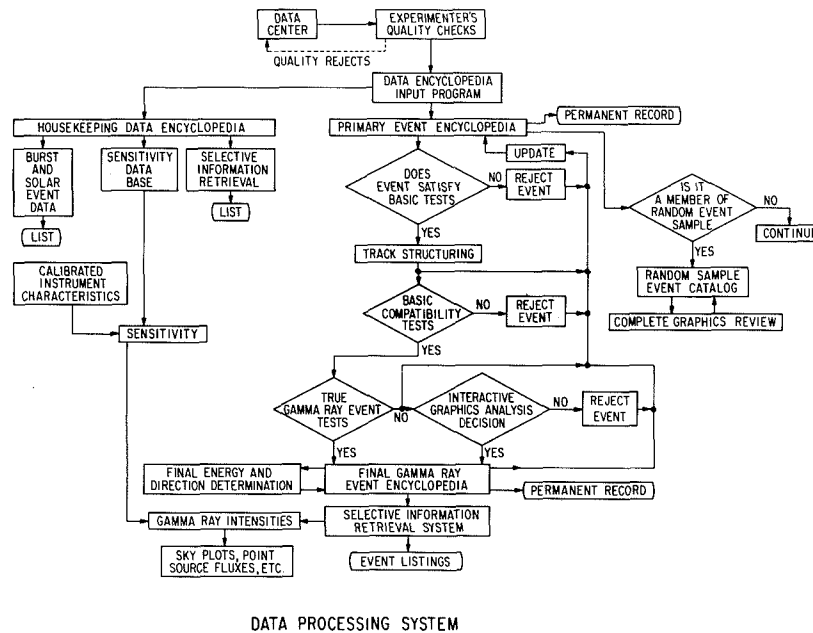 DATA
CENTER
EXPERIMENTER'S
QUALITY CHECKS
QUALITY REJECTS
DATA ENCYCLOPEDIA
INPUT PROGRAM
HOUSEKEEPING DATA ENCYCLOPEDIA
PRIMARY EVENT ENCYCLOPEDIA
PERMANENT RECORD
BURST
AND
SOLAR
EVENT
DATA
SENSITIVITY
DATA
BASE
SELECTIVE
INFORMATION
RETRIEVAL
UPDATE
DOES
EVENT SATISFY
BASIC TESTS
NO
REJECT
EVENT
IS IT
A MEMBER OF
RANDOM EVENT
SAMPLE
NO
CONTINUE
LIST
LIST
YES
YES
TRACK STRUCTURING
RANDOM SAMPLE
EVENT CATALOG
CALIBRATED
INSTRUMENT
CHARACTERISTICS
BASIC
COMPATIBILITY
TESTS
NO
REJECT
EVENT
COMPLETE GRAPHICS REVIEW
SENSITIVITY
YES
TRUE
GAMMA RAY EVENT
TESTS
NO
INTERACTIVE
GRAPHICS ANALYSIS
DECISION
NO
REJECT
EVENT
YES
YES
FINAL ENERGY AND
DIRECTION DETERMINATION
FINAL GAMMA RAY
EVENT ENCYCLOPEDIA
PERMANENT RECORD
GAMMA RAY INTENSITIES
SELECTIVE INFORMATION
RETRIEVAL SYSTEM
SKY PLOTS, POINT
SOURCE FLUXES, ETC.
EVENT LISTINGS
DATA PROCESSING SYSTEM